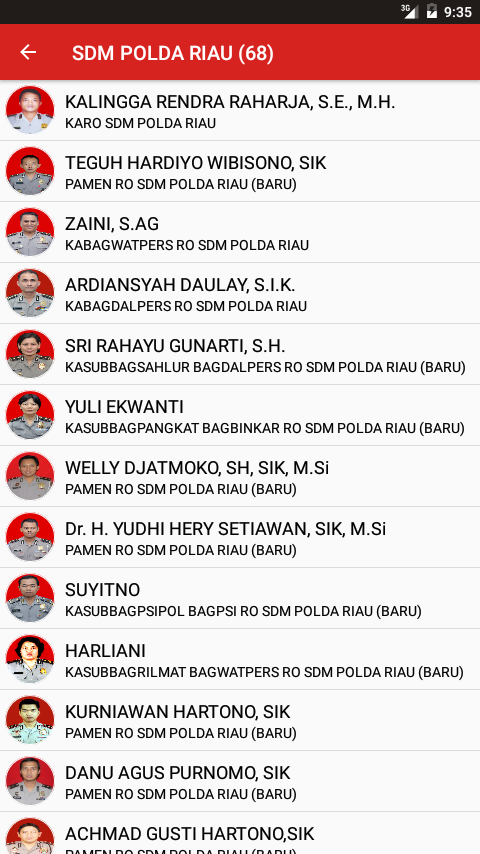 3G 9:35
SDM POLDA RIAU (68)
KALINGGA RENDRA RAHARJA, S.E., M.H.
KARO SDM POLDA RIAU
TEGUH HARDIYO WIBISONO, SIK
PAMEN RO SDM POLDA RIAU (BARU)
ZAINI, S.AG
KABAGWATPERS RO SDM POLDA RIAU
ARDIANSYAH DAULAY, S.I.K.
KABAGDALPERS RO SDM POLDA RIAU
SRI RAHAYU GUNARTI, S.H.
KASUBBAGSAHLUR BAGDALPERS RO SDM POLDA RIAU (BARU)
YULI EKWANTI
KASUBBAGPANGKAT BAGBINKAR RO SDM POLDA RIAU (BARU)
WELLY DJATMOKO, SH, SIK, M.Si
PAMEN RO SDM POLDA RIAU (BARU)
Dr. H. YUDHI HERY SETIAWAN, SIK, M.Si
PAMEN RO SDM POLDA RIAU (BARU)
SUYITNO
KASUBBAGPSIPOL BAGPSI RO SDM POLDA RIAU (BARU)
HARLIANI
KASUBBAGRILMAT BAGWATPERS RO SDM POLDA RIAU (BARU)
KURNIAWAN HARTONO, SIK
PAMEN RO SDM POLDA RIAU (BARU)
DANU AGUS PURNOMO, SIK
PAMEN RO SDM POLDA RIAU (BARU)
ACHMAD GUSTI HARTONO,SIK
PAMEN RO SDM POLDA RIAU (BARU)